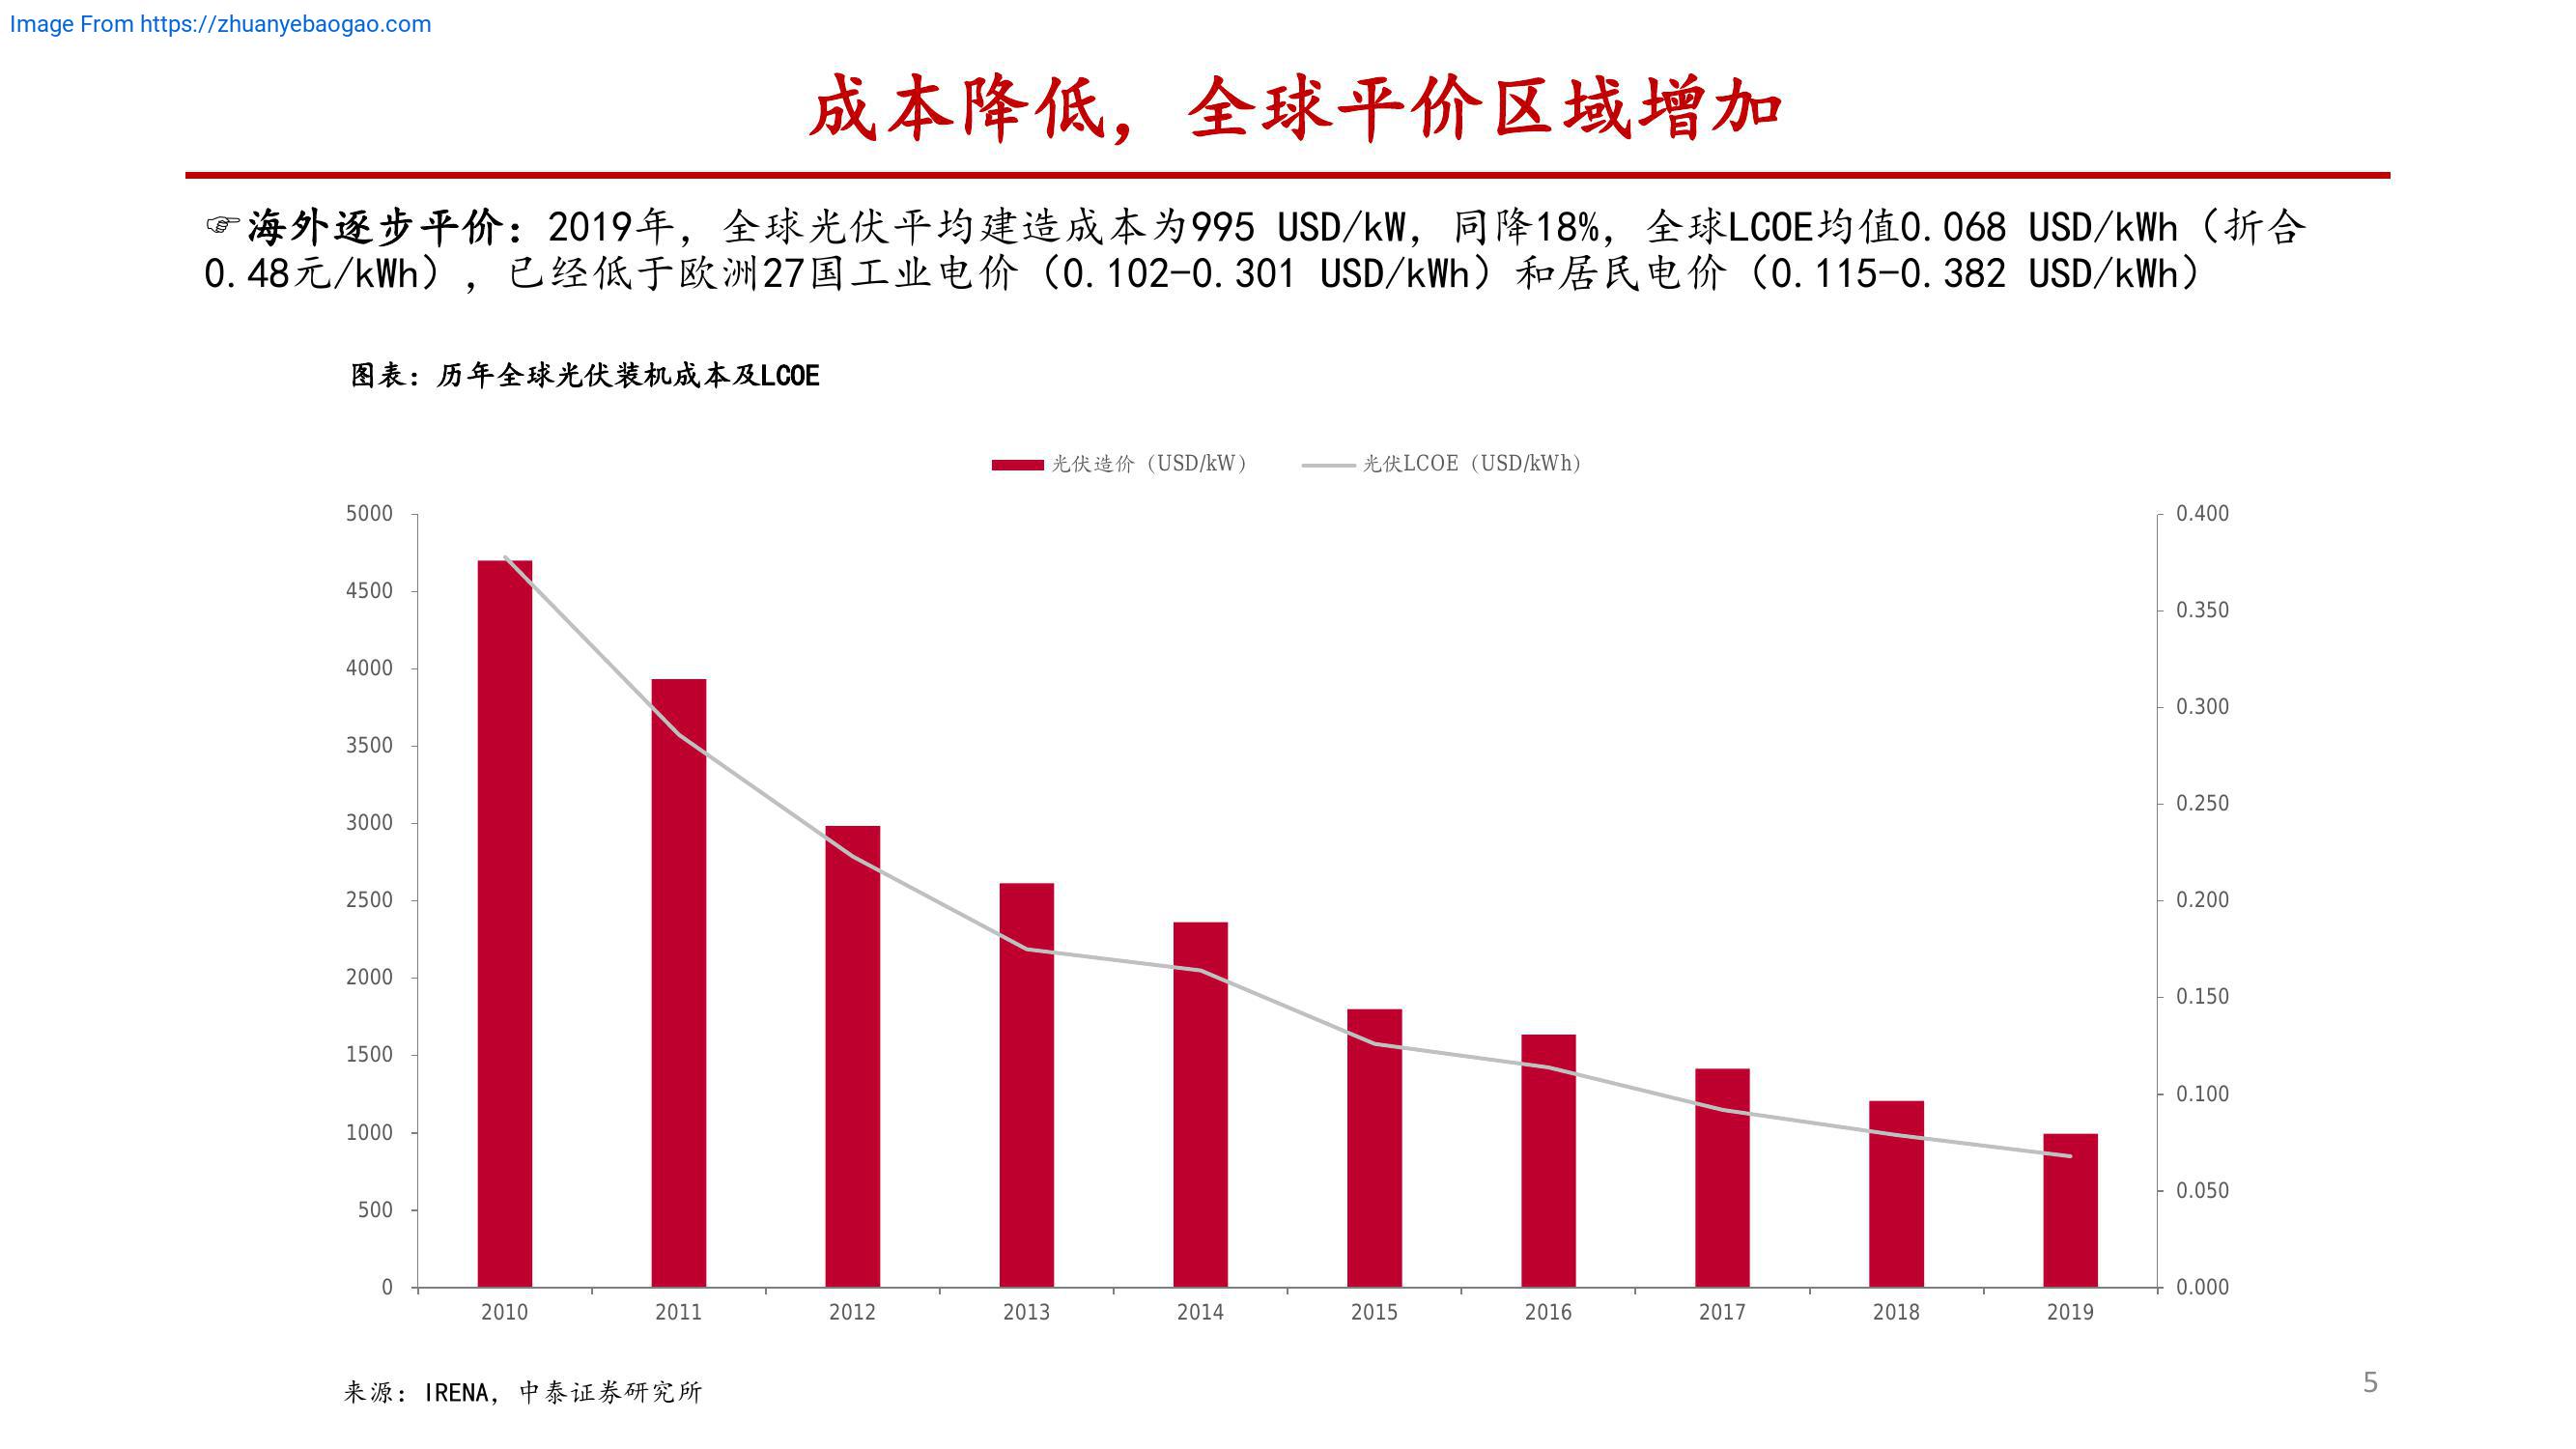 Image From https://zhuanyebaogao.com
成本降低，全球平价区域增加
☞海外逐步平价：2019年，全球光伏平均建造成本为995 USD/kW，同降18%，全球LCOE均值0.068 USD/kWh（折合
0.48元/kWh），已经低于欧洲27国工业电价（0.102-0.301 USD/kWh）和居民电价（0.115-0.382 USD/kWh）
图表：历年全球光伏装机成本及LCOE
光伏造价（USD/kW） 光伏LCOE（USD/kWh）
5000 0.400
4500
0.350
4000
0.300
3500
0.250
3000
2500 0.200
2000
0.150
1500
0.100
1000
0.050
500
0 0.000
2010 2011 2012 2013 2014 2015 2016 2017 2018 2019
来源：IRENA，中泰证券研究所
5